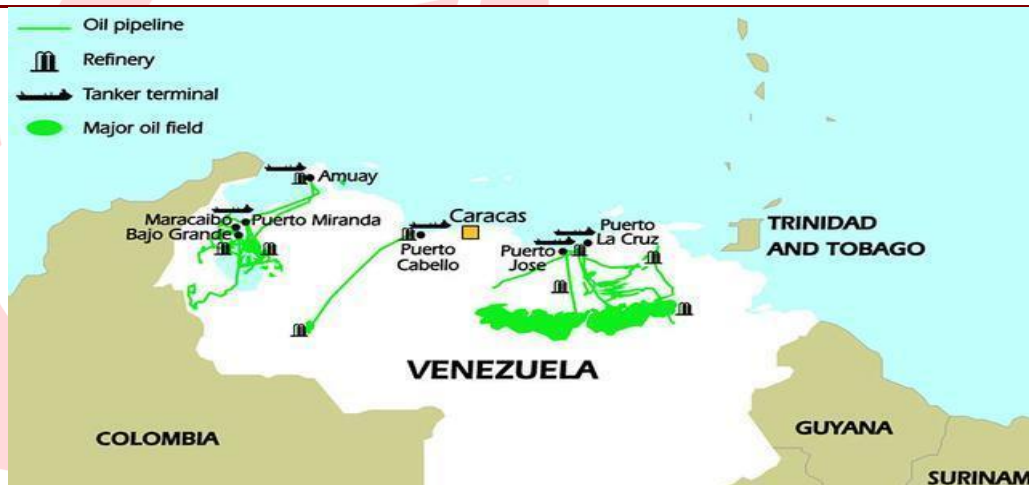 Oil pipeline
Refinery
Tanker terminal
Major oil field
Amuay
Maracaibo
Puerto Miranda
Bajo Grande
Caracas
Puerto
Cabello
Puerto
La Cruz
Puerto
Jose
TRINIDAD
AND TOBAGO
VENEZUELA
COLOMBIA
GUYANA
SURINAM